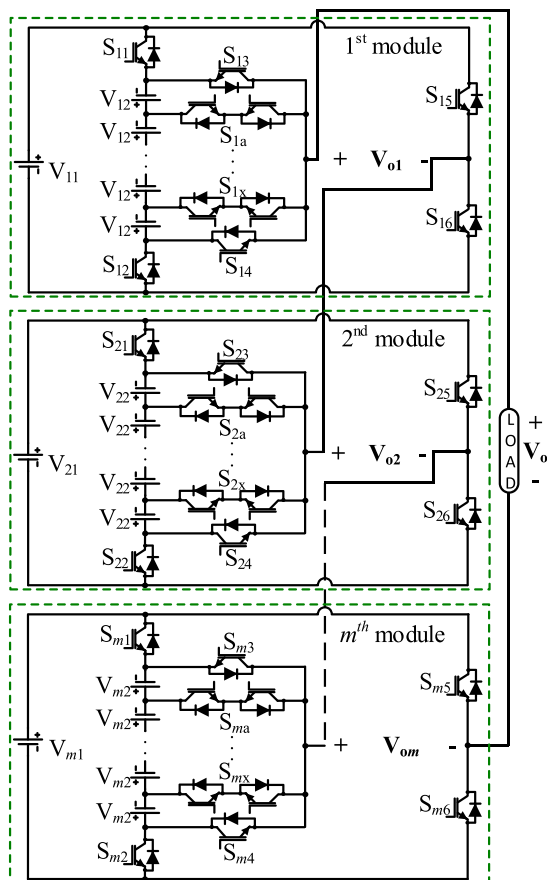 1st module
S11
S13
V12
V12
S1a
S15
V11
+ Vo1 -
V12
S1x
V12
S16
S12
S14
2nd module
S21
S23
V22
V22
S2a
S25
V21
+ Vo2 -
V22
S2x
V22
S26
S22
S24
LOAD
+
Vo
-
mth module
Sm1
Sm3
Vm2
Vm2
Sma
Sm5
Vm1
+ Vom -
Vm2
Smx
Vm2
Sm6
Sm2
Sm4